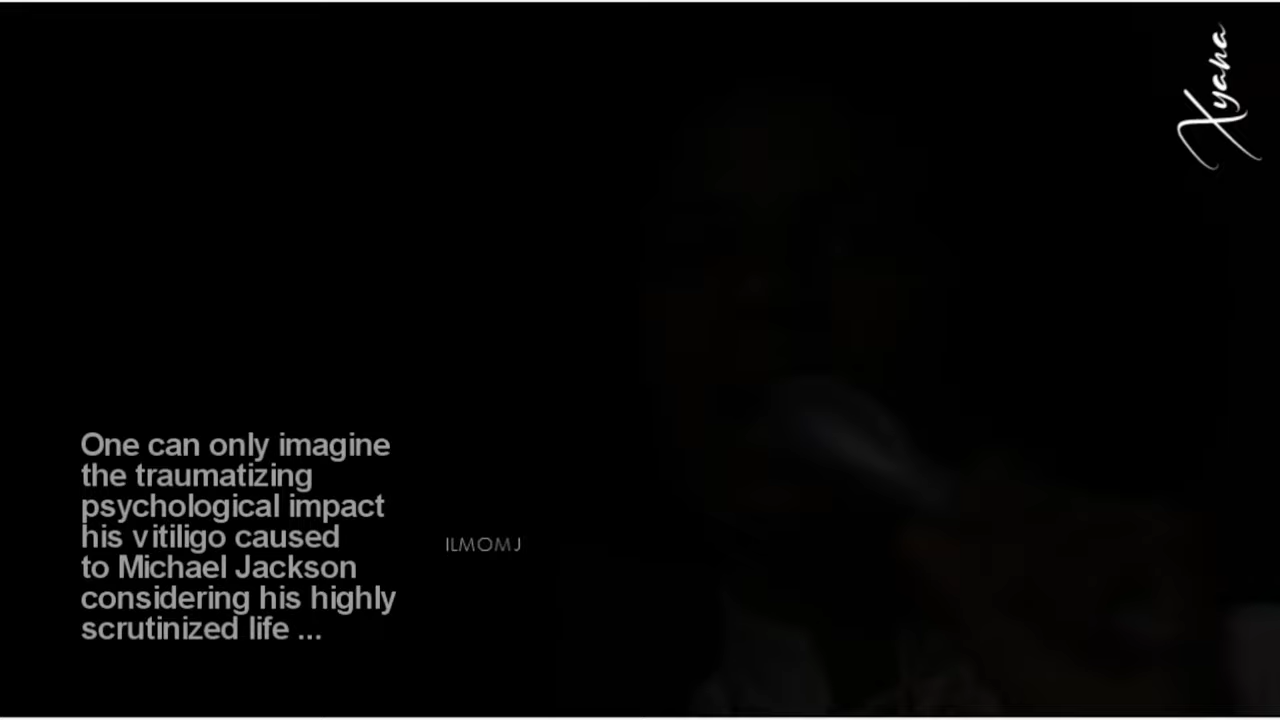 Xyana
One can only imagine
the traumatizing
psychological impact
his vitiligo caused
to Michael Jackson
considering his highly
scrutinized life ...
ILMOMJ